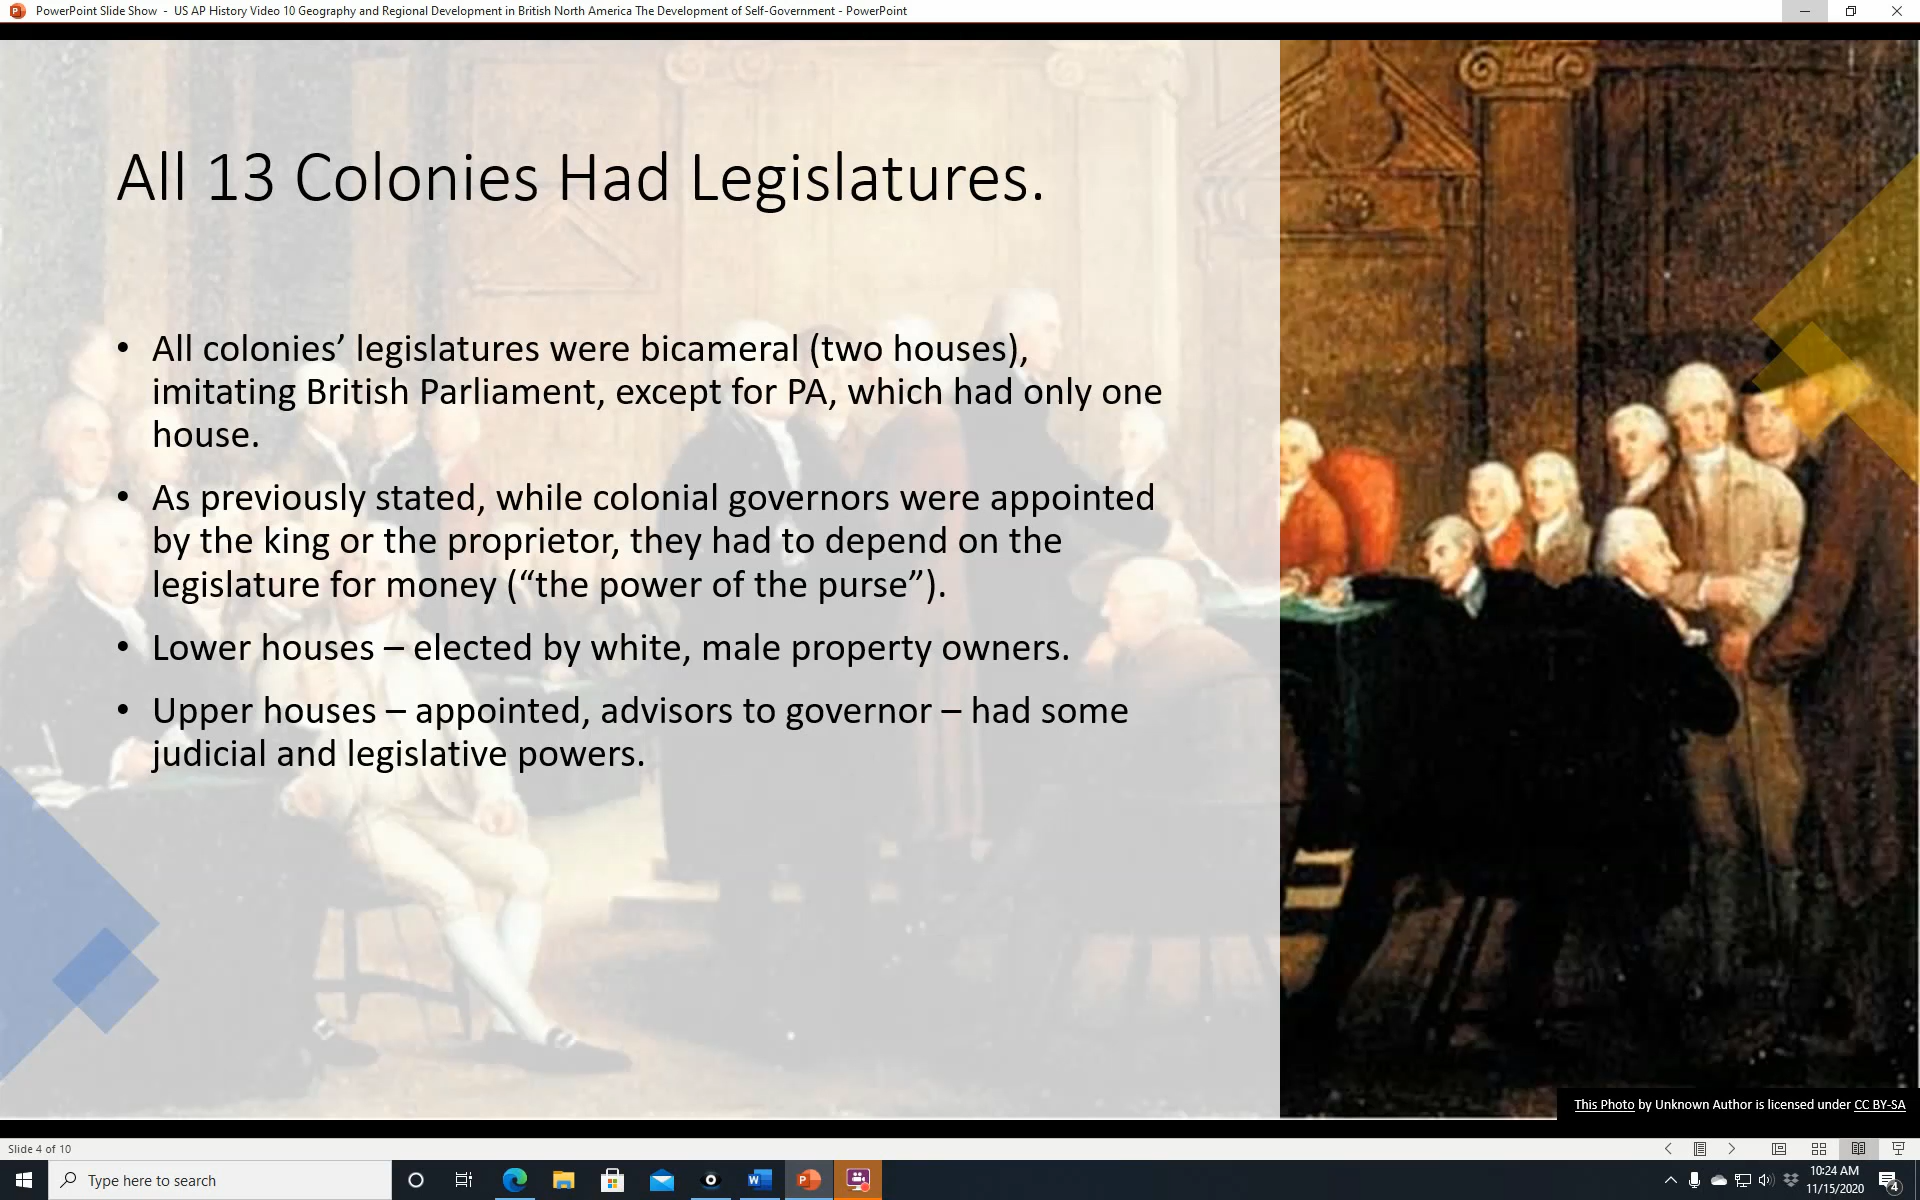 PowerPoint Slide Show - US AP History Video 10 Geography and Regional Development in British North America The Development of Self-Government - PowerPoint
All 13 Colonies Had Legislatures.
• All colonies’ legislatures were bicameral (two houses),
imitating British Parliament, except for PA, which had only one
house.
• As previously stated, while colonial governors were appointed
by the king or the proprietor, they had to depend on the
legislature for money (“the power of the purse”).
• Lower houses – elected by white, male property owners.
• Upper houses – appointed, advisors to governor – had some
judicial and legislative powers.
This Photo by Unknown Author is licensed under CC BY-SA
Slide 4 of 10
Type here to search
10:24 AM
11/15/2020
4